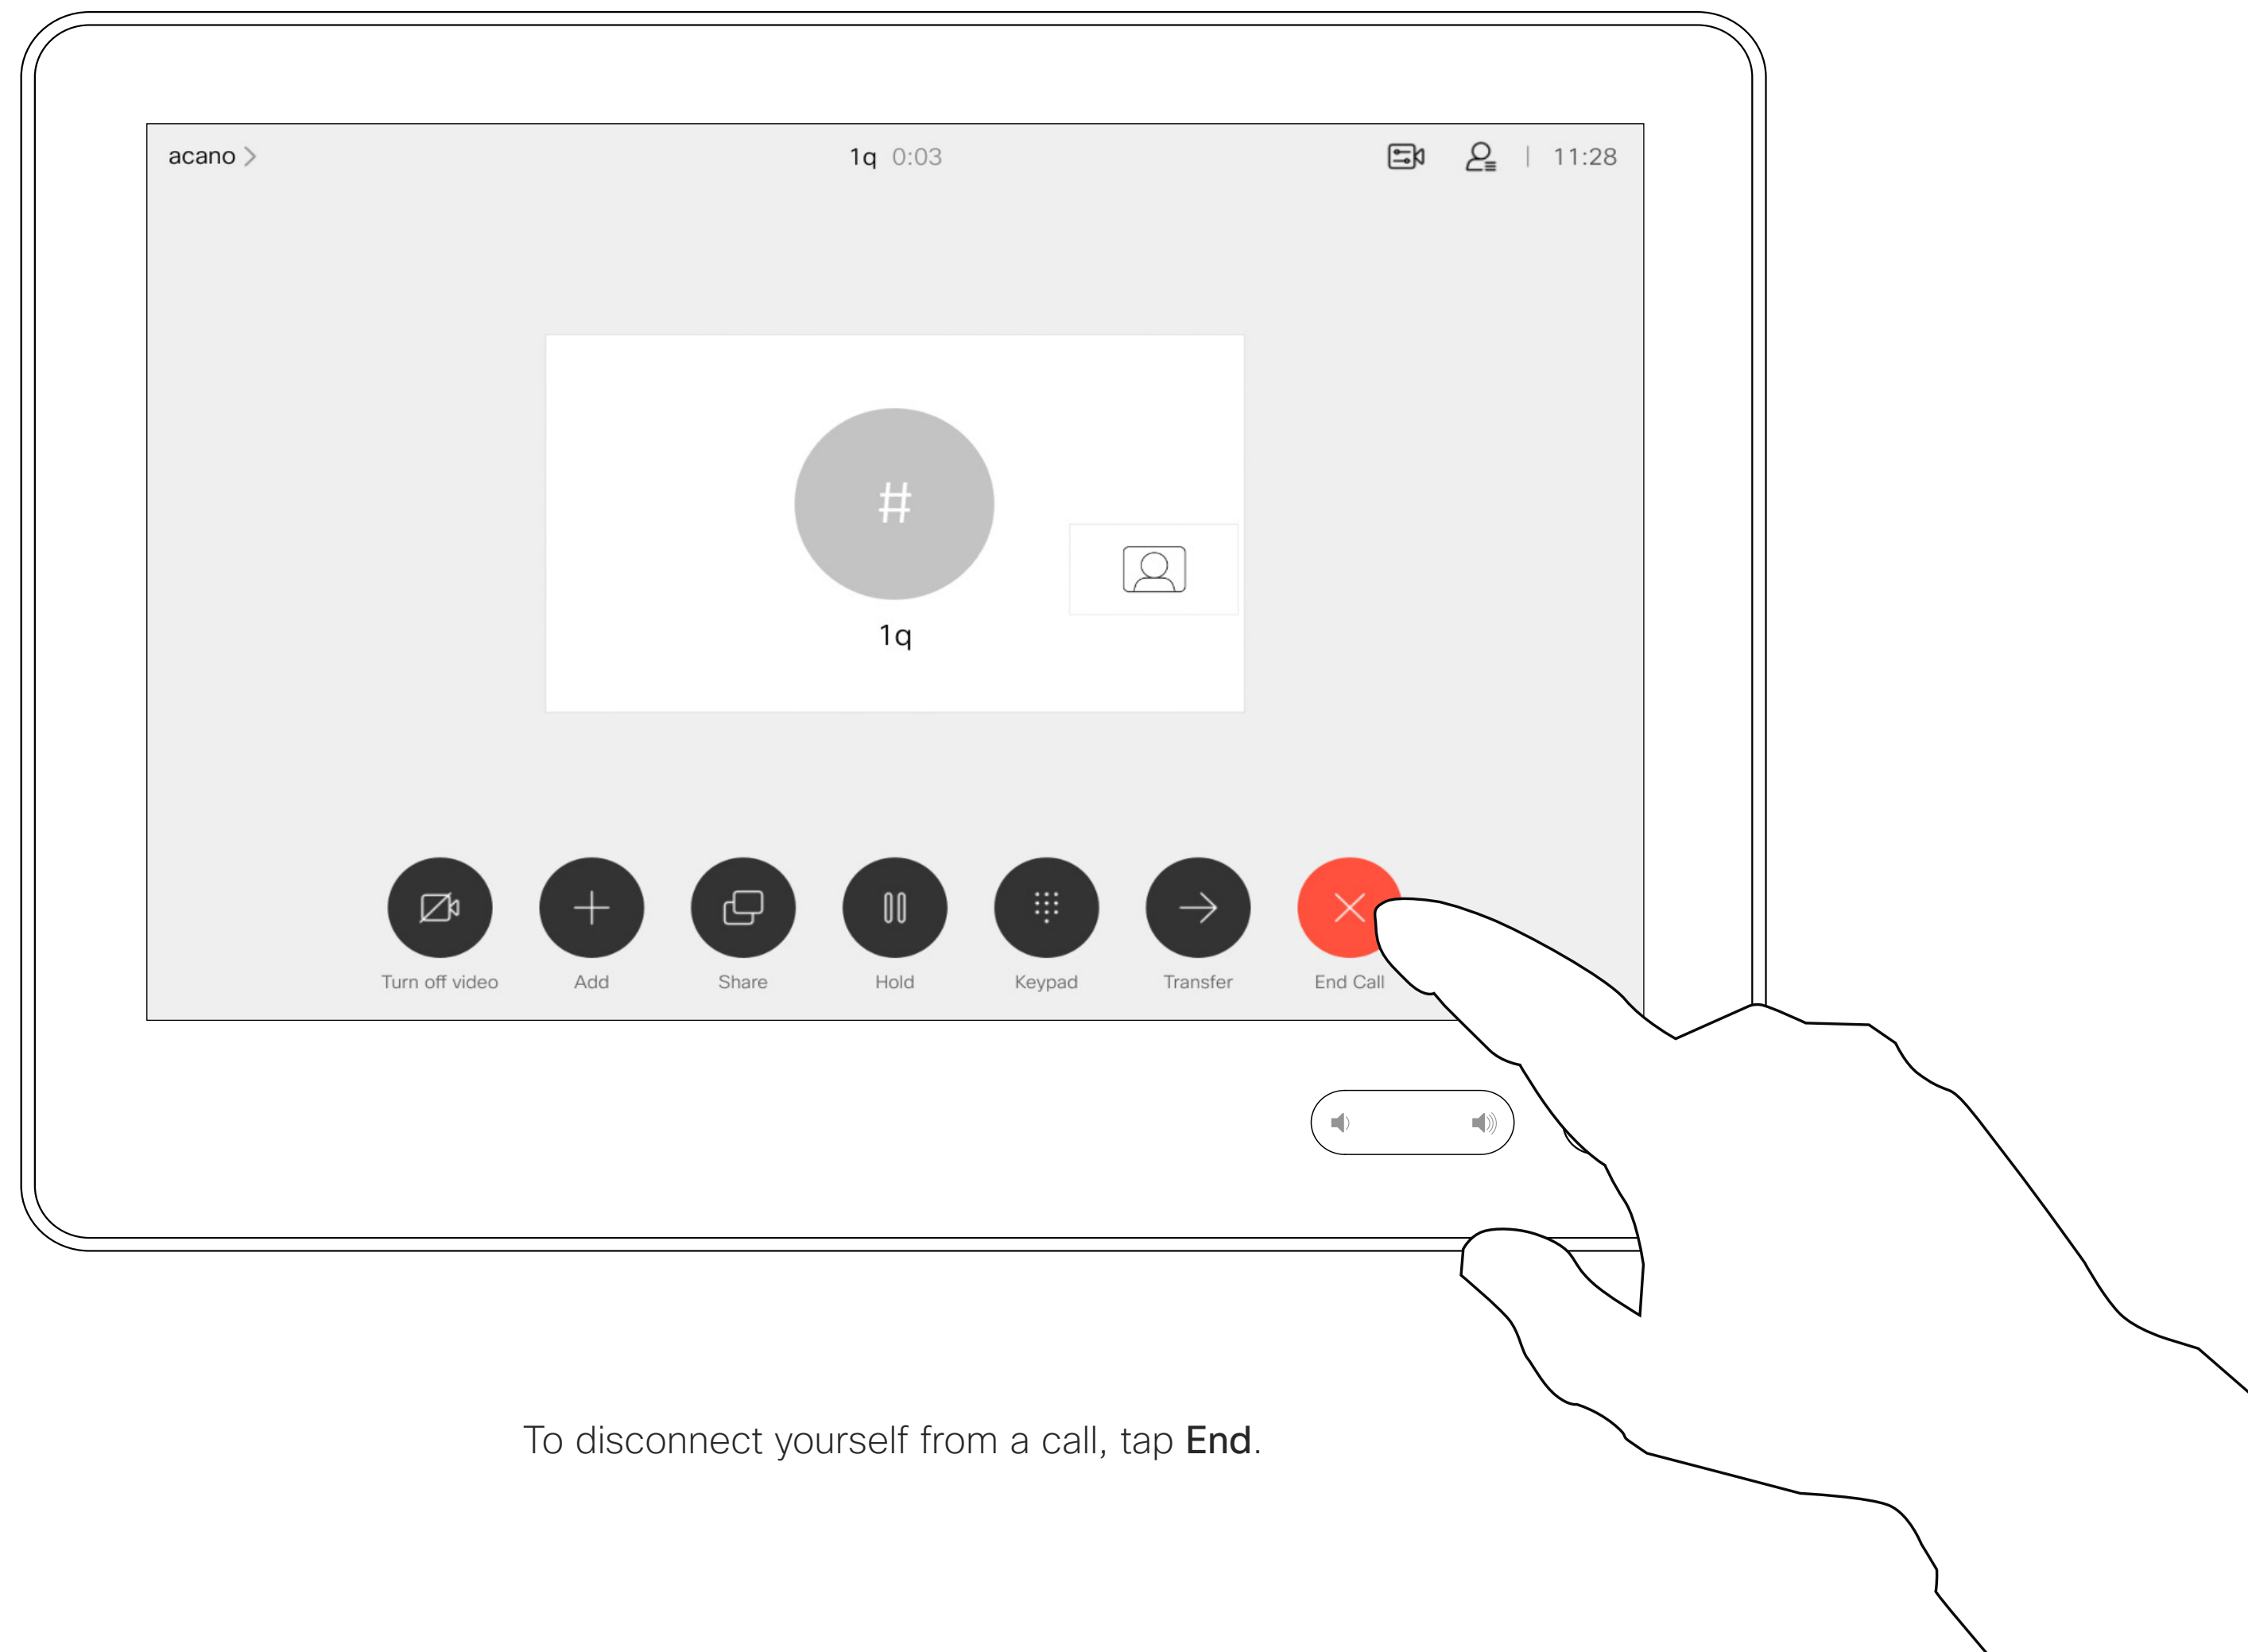 acano
1q 0:03
11:28
#
1q
Turn off video
Add
Share
Hold
Keypad
Transfer
End Call
To disconnect yourself from a call, tap End.